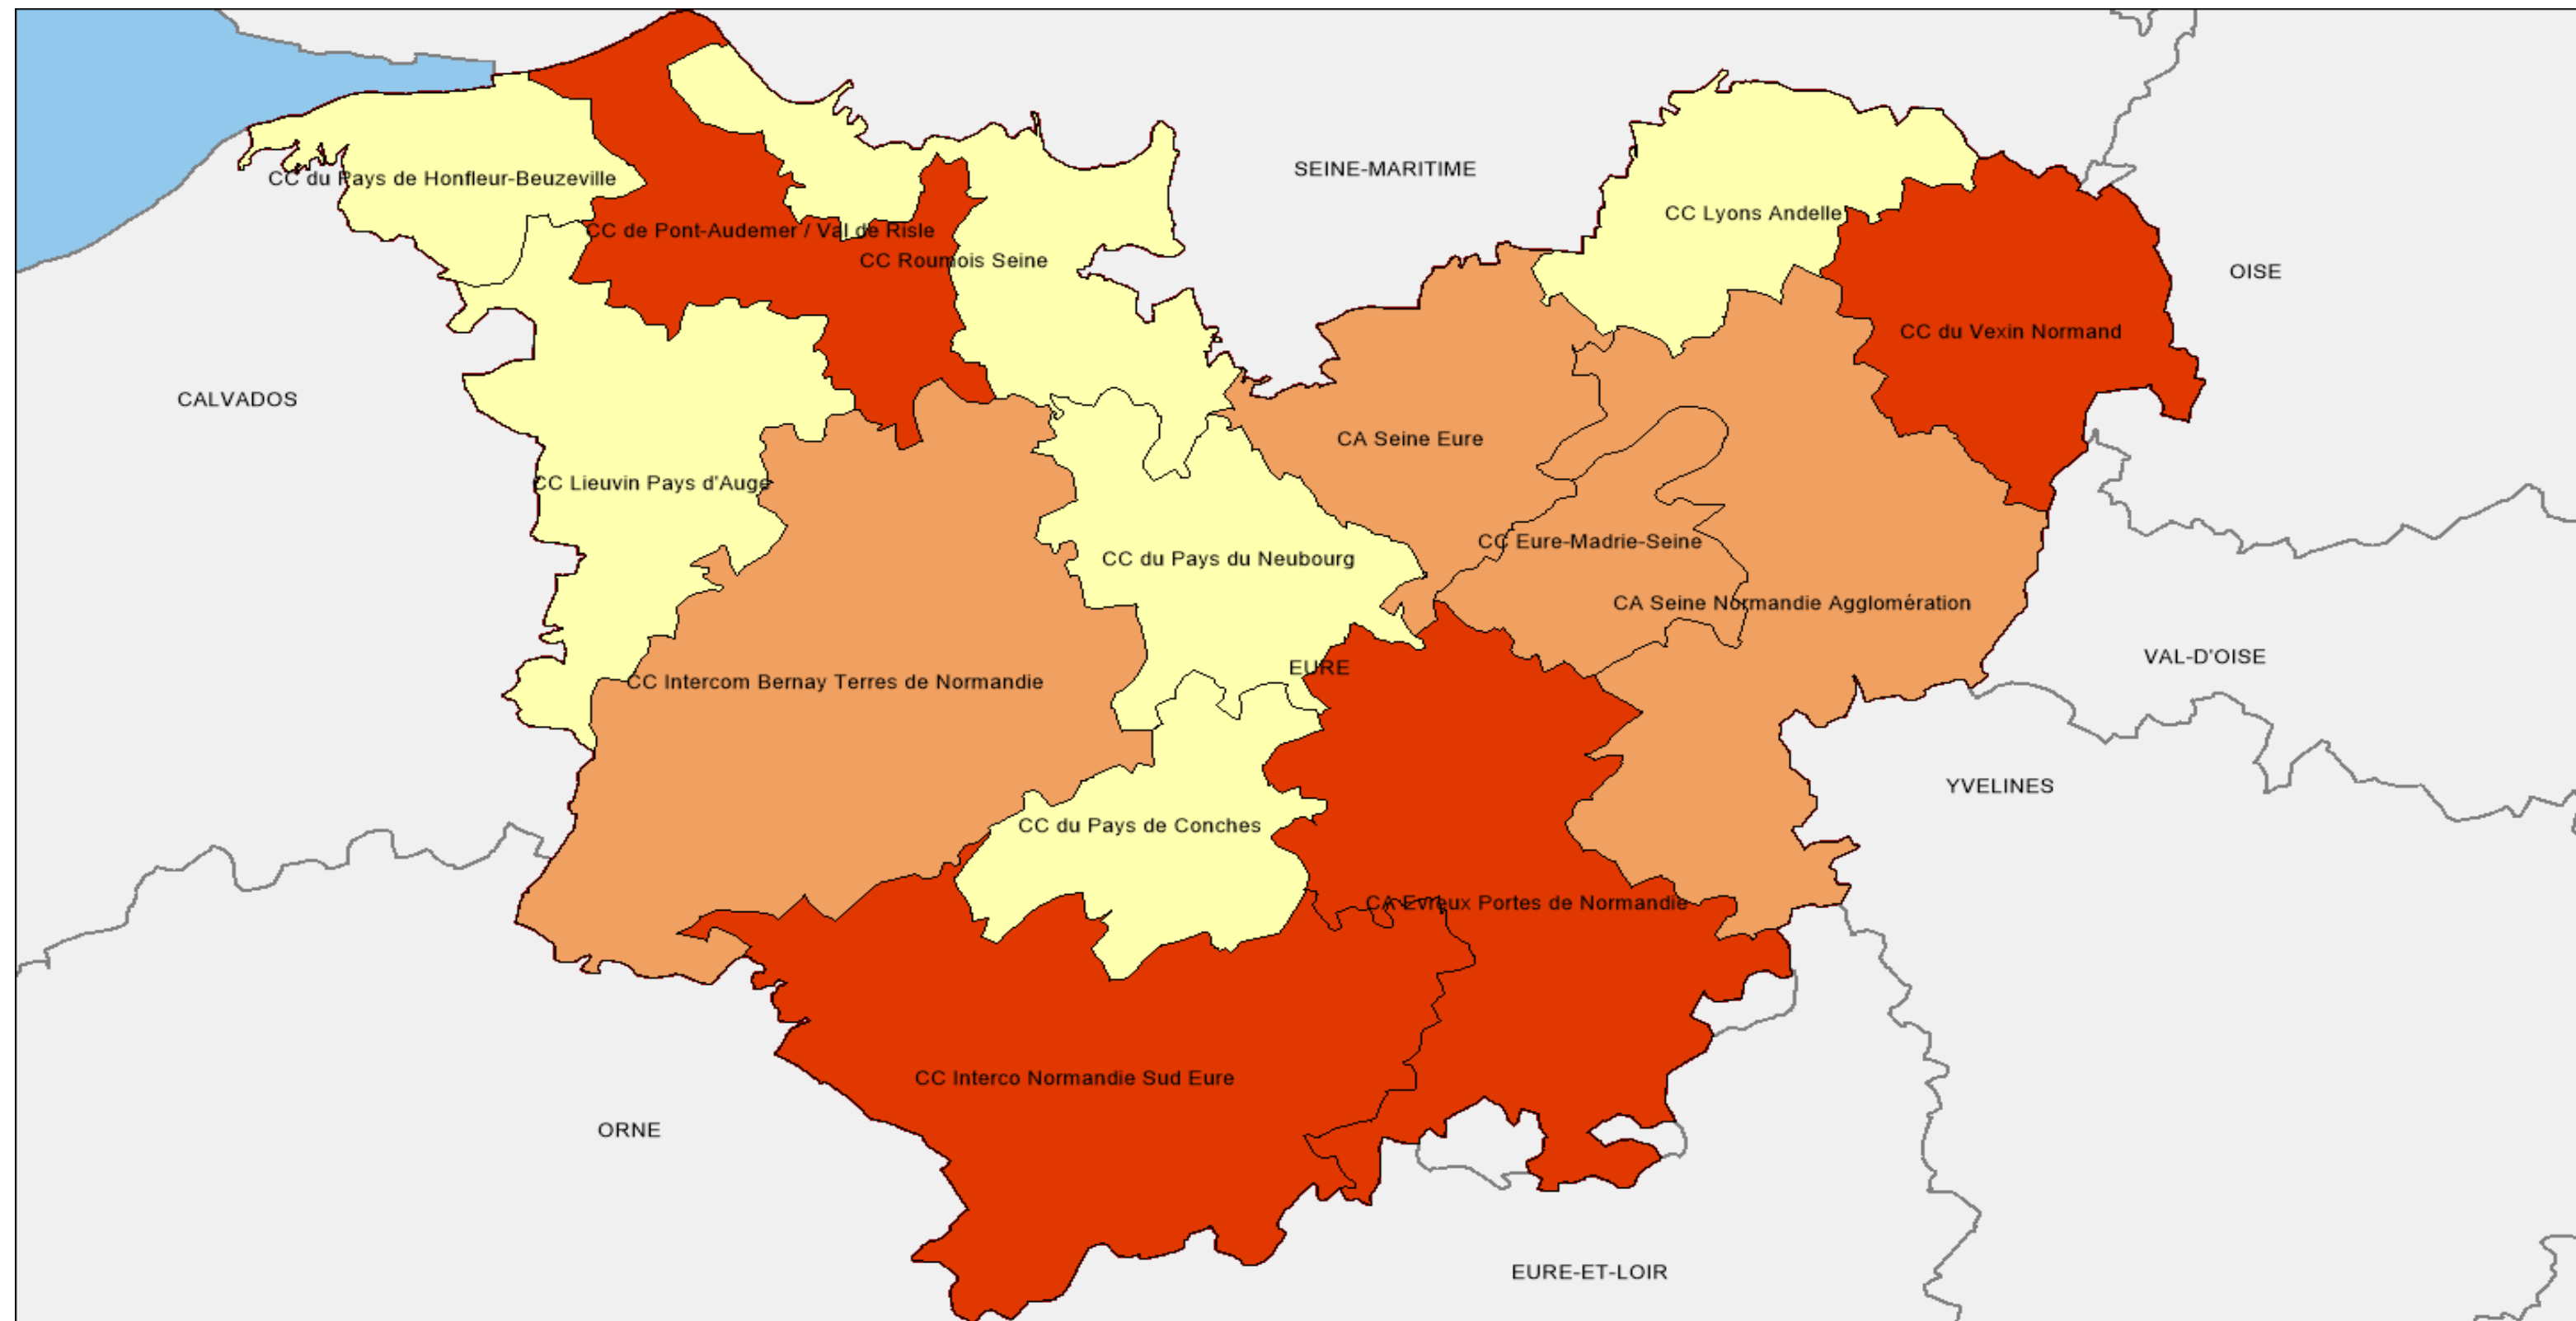 SEINE-MARITIME
CC du Pays de Honfleur-Beuzeville
CC Lyons Andelle
CC de Pont-Audemer / Val de Risle
CC Roumois Seine
OISE
CC du Vexin Normand
CALVADOS
CA Seine Eure
CC Lieuvin Pays d'Auge
CC Eure-Madrie-Seine
CC du Pays du Neubourg
CA Seine Normandie Agglomération
VAL-D'OISE
EURE
CC Intercom Bernay Terres de Normandie
YVELINES
CC du Pays de Conches
CA Evreux Portes de Normandie
CC Interco Normandie Sud Eure
ORNE
EURE-ET-LOIR